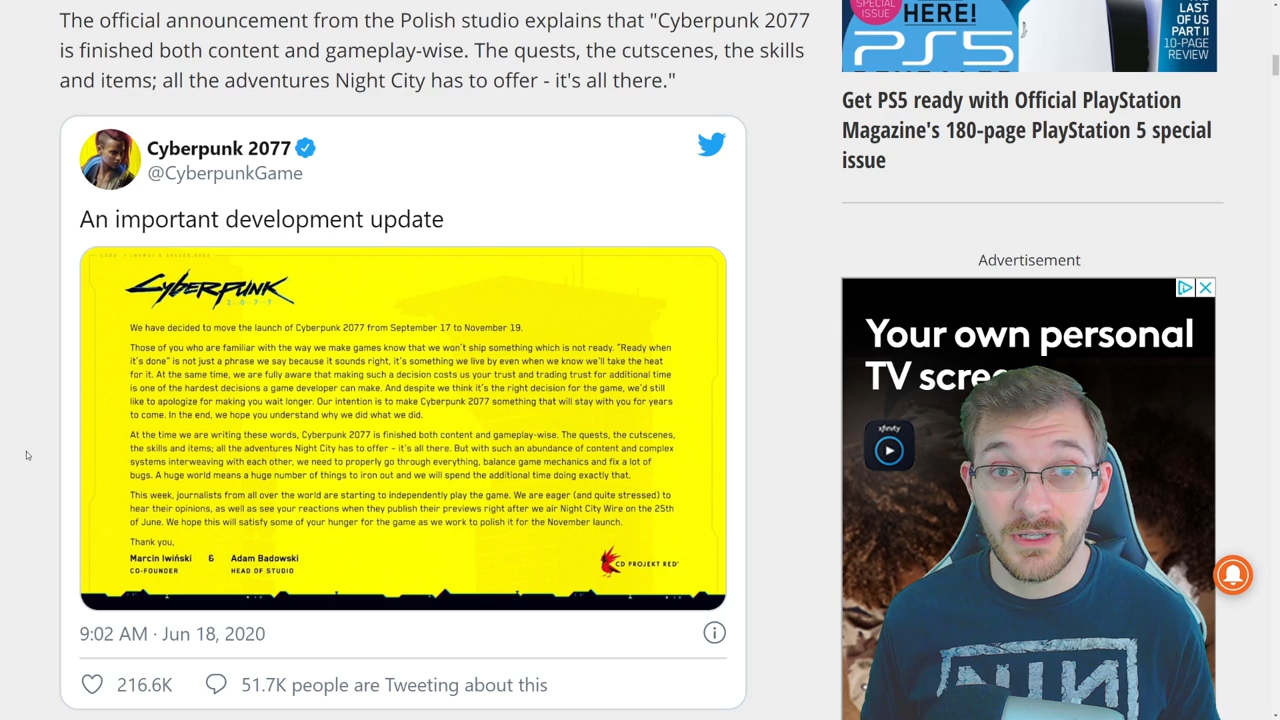 The official announcement from the Polish studio explains that "Cyberpunk 2077
is finished both content and gameplay-wise. The quests, the cutscenes, the skills
and items; all the adventures Night City has to offer - it's all there."
Cyberpunk 2077
@CyberpunkGame
An important development update
Cyberpunk
2077
We have decided to move the launch of Cyberpunk 2077 from September 17 to November 19.
Those of you who are familiar with the way we make games know that we won't ship something which is not ready. "Ready when
it's done" is not just a phrase we say because it sounds right, it's something we live by even when we know we'll take the heat
for it. At the same time, we are fully aware that making such a decision costs us your trust and trading trust for additional time
is one of the hardest decisions a game developer can make. And despite we think it's the right decision for the game, we'd still
like to apologize for making you wait longer. Our intention is to make Cyberpunk 2077 something that will stay with you for years
to come. In the end, we hope you understand why we did what we did.
At the time we are writing these words, Cyberpunk 2077 is finished both content and gameplay-wise. The quests, the cutscenes,
the skills and items; all the adventures Night City has to offer – it's all there. But with such an abundance of content and complex
systems interweaving with each other, we need to properly go through everything, balance game mechanics and fix a lot of
bugs. A huge world means a huge number of things to iron out and we will spend the additional time doing exactly that.
This week, journalists from all over the world are starting to independently play the game. We are eager (and quite stressed) to
hear their opinions, as well as see your reactions when they publish their previews right after we air Night City Wire on the 25th
of June. We hope this will satisfy some of your hunger for the game as we work to polish it for the November launch.
Thank you,
Marcin Iwiński & Adam Badowski
CO-FOUNDER HEAD OF STUDIO
CD PROJEKT RED
9:02 AM · Jun 18, 2020
216.6K 51.7K people are Tweeting about this
SPECIAL
ISSUE
HERE!
PS5
LAST
OF US
PART II
10-PAGE
REVIEW
Get PS5 ready with Official PlayStation
Magazine's 180-page PlayStation 5 special
issue
Advertisement
Your own personal
TV
xfinity